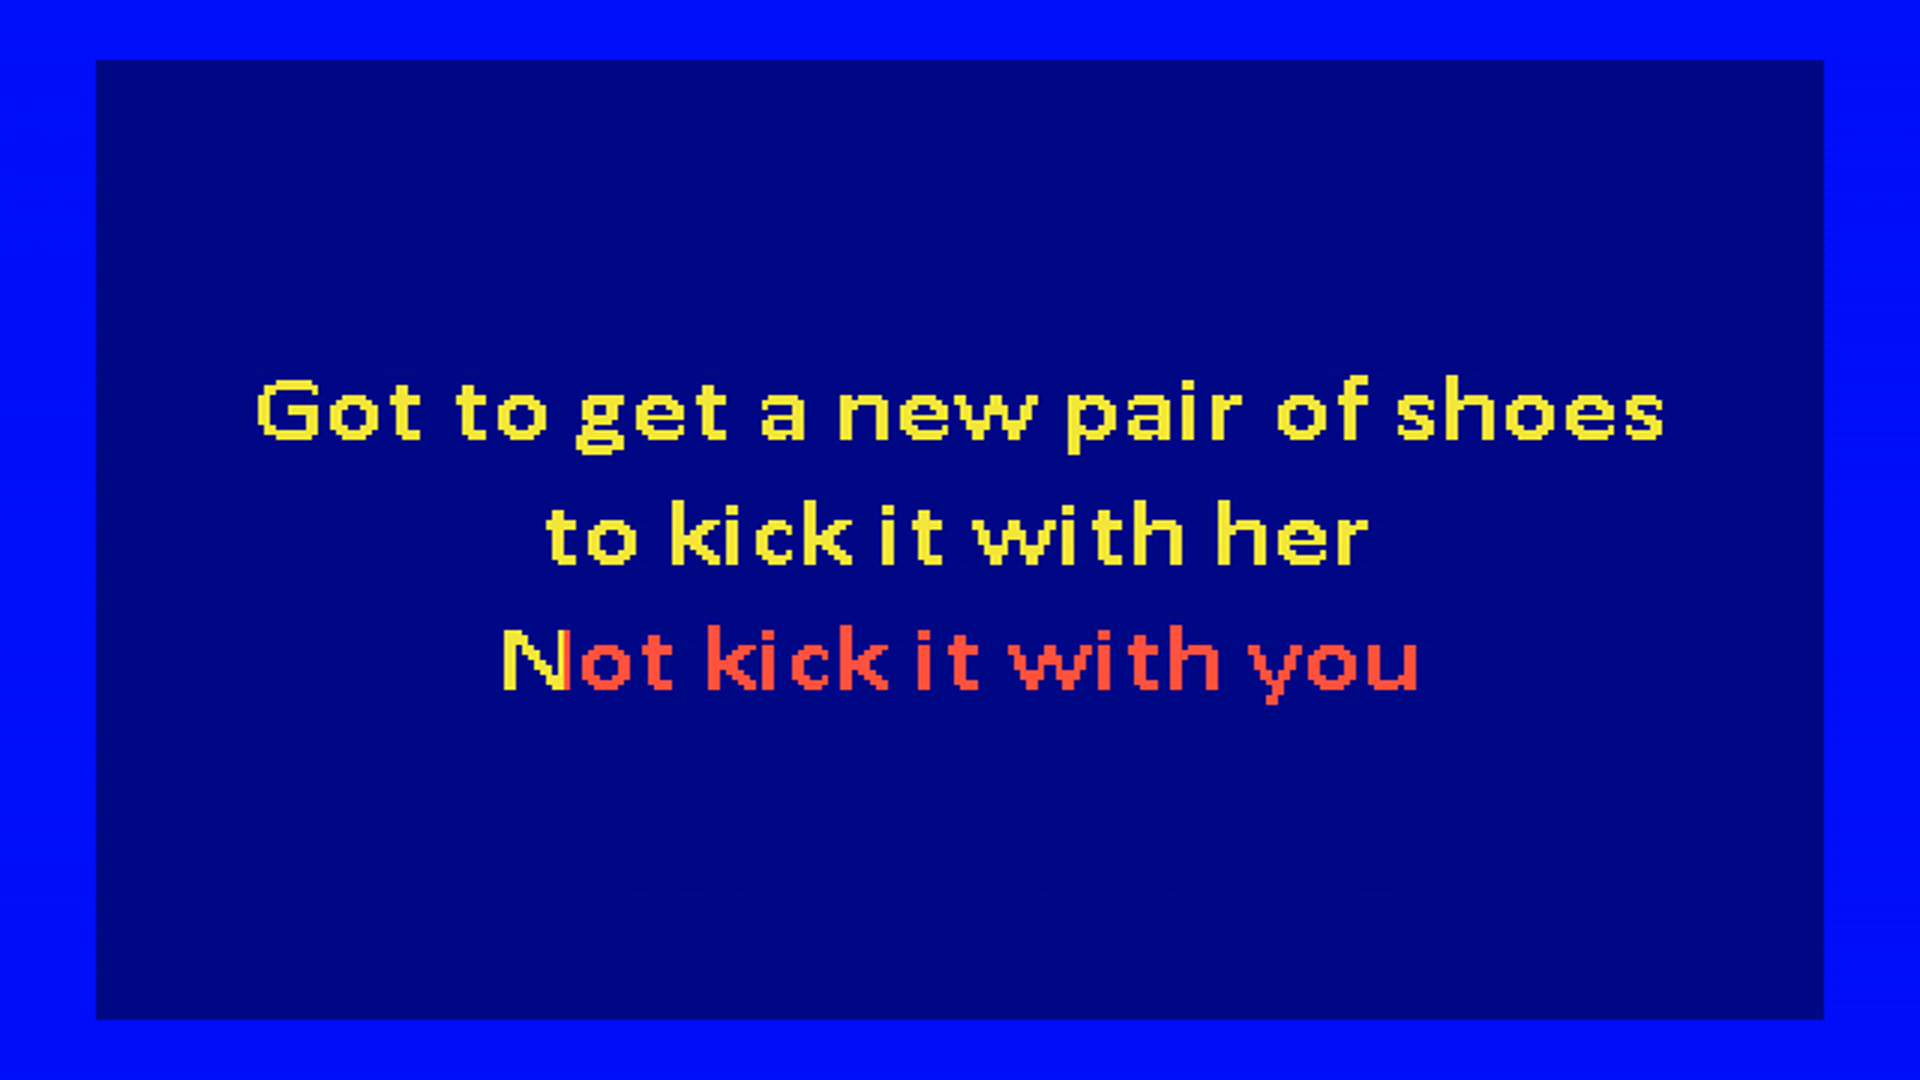 Got to get a new pair of shoes
to kick it with her
Not kick it with you